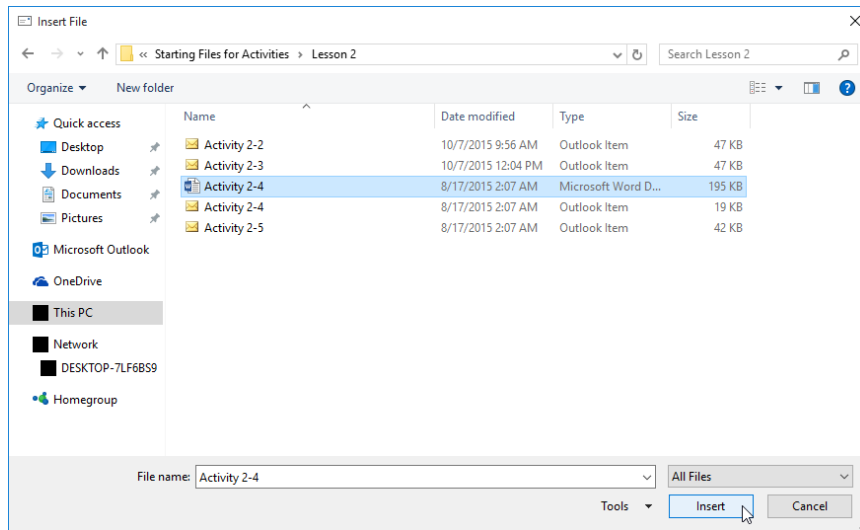 Insert File
« Starting Files for Activities › Lesson 2
Search Lesson 2
Organize
New folder
Name
Date modified
Type
Size
Quick access
Desktop
Downloads
Documents
Pictures
Microsoft Outlook
OneDrive
This PC
Network
DESKTOP-7LF6BS9
Homegroup
Activity 2-2 10/7/2015 9:56 AM Outlook Item 47 KB
Activity 2-3 10/7/2015 12:04 PM Outlook Item 47 KB
Activity 2-4 8/17/2015 2:07 AM Microsoft Word D... 195 KB
Activity 2-4 8/17/2015 2:07 AM Outlook Item 19 KB
Activity 2-5 8/17/2015 2:07 AM Outlook Item 42 KB
File name: Activity 2-4
All Files
Tools
Insert
Cancel